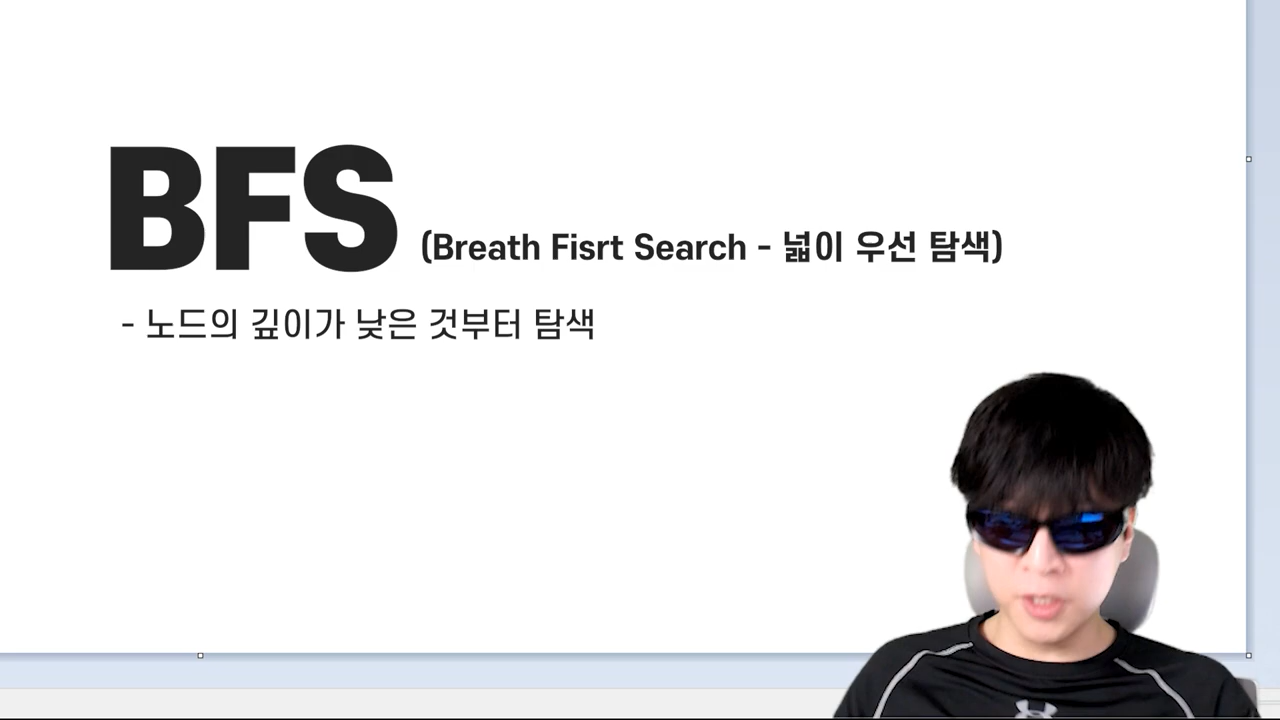 BFS (Breath Fisrt Search - 넓이 우선 탐색)
- 노드의 깊이가 낮은 것부터 탐색